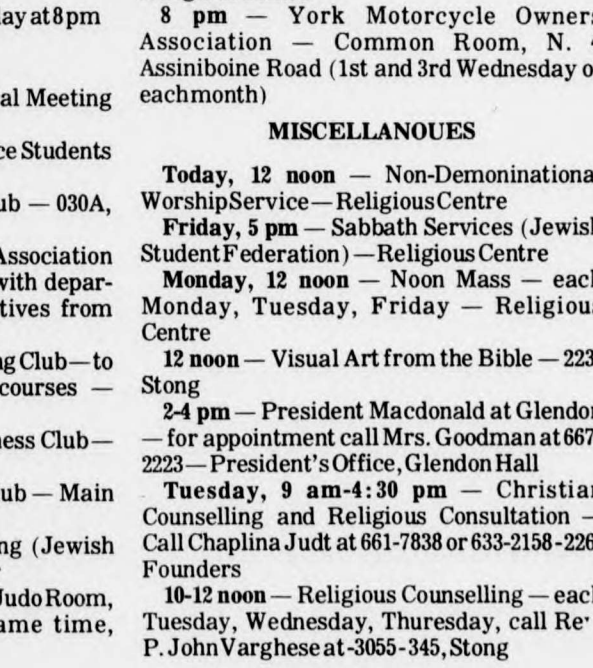 ay at 8 pm
al Meeting
ce Students
ub — 030A,
Association
with depar-
tives from
ng Club — to
courses —
ness Club —
ub — Main
ng (Jewish
Judo Room,
ame time,
8 pm — York Motorcycle Owner
Association — Common Room, N.
Assiniboine Road (1st and 3rd Wednesday o
each month)
MISCELLANOUES
Today, 12 noon — Non-Demoninationa
Worship Service — Religious Centre
Friday, 5 pm — Sabbath Services (Jewish
Student Federation) — Religious Centre
Monday, 12 noon — Noon Mass — eac
Monday, Tuesday, Friday — Religiou
Centre
12 noon — Visual Art from the Bible — 223
Stong
2-4 pm — President Macdonald at Glendon
— for appointment call Mrs. Goodman at 667
2223 — President's Office, Glendon Hall
Tuesday, 9 am-4:30 pm — Christian
Counselling and Religious Consultation —
Call Chaplina Judt at 661-7838 or 633-2158 - 226
Founders
10-12 noon — Religious Counselling — eac
Tuesday, Wednesday, Thuresday, call Re
P. John Varghese at -3055 - 345, Stong